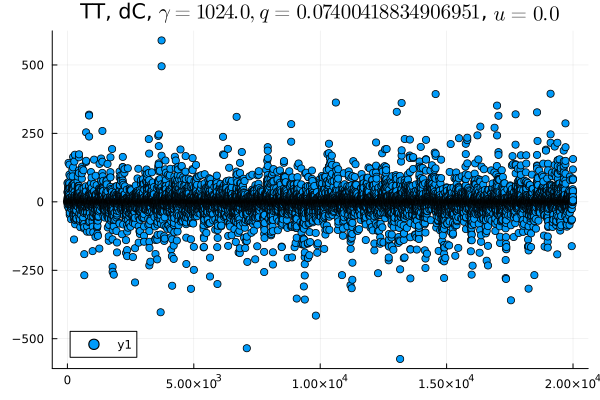 TT, dC, γ = 1024.0, q = 0.07400418834906951, u = 0.0
500
250
0
−250
−500
y1
0 5.00×10³ 1.00×10⁴ 1.50×10⁴ 2.00×10⁴